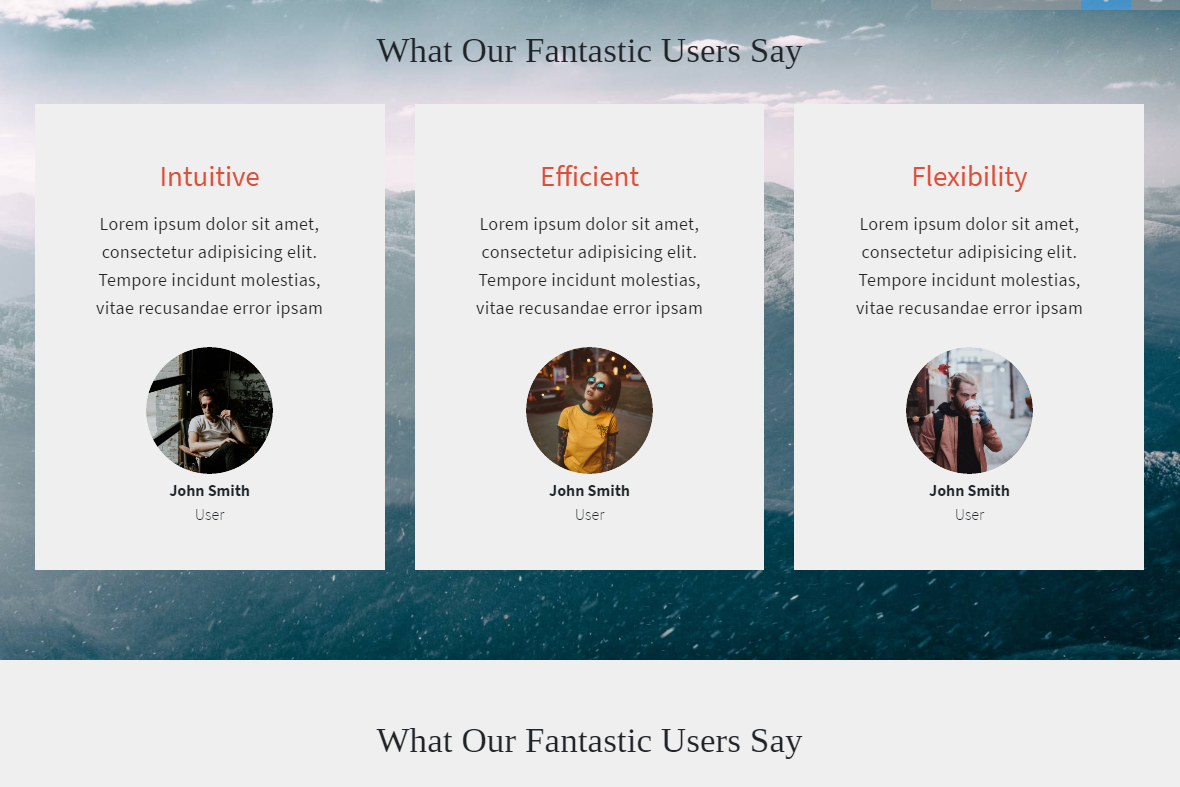 What Our Fantastic Users Say
Intuitive
Lorem ipsum dolor sit amet,
consectetur adipisicing elit.
Tempore incidunt molestias,
vitae recusandae error ipsam
John Smith
User
Efficient
Lorem ipsum dolor sit amet,
consectetur adipisicing elit.
Tempore incidunt molestias,
vitae recusandae error ipsam
John Smith
User
Flexibility
Lorem ipsum dolor sit amet,
consectetur adipisicing elit.
Tempore incidunt molestias,
vitae recusandae error ipsam
John Smith
User
What Our Fantastic Users Say